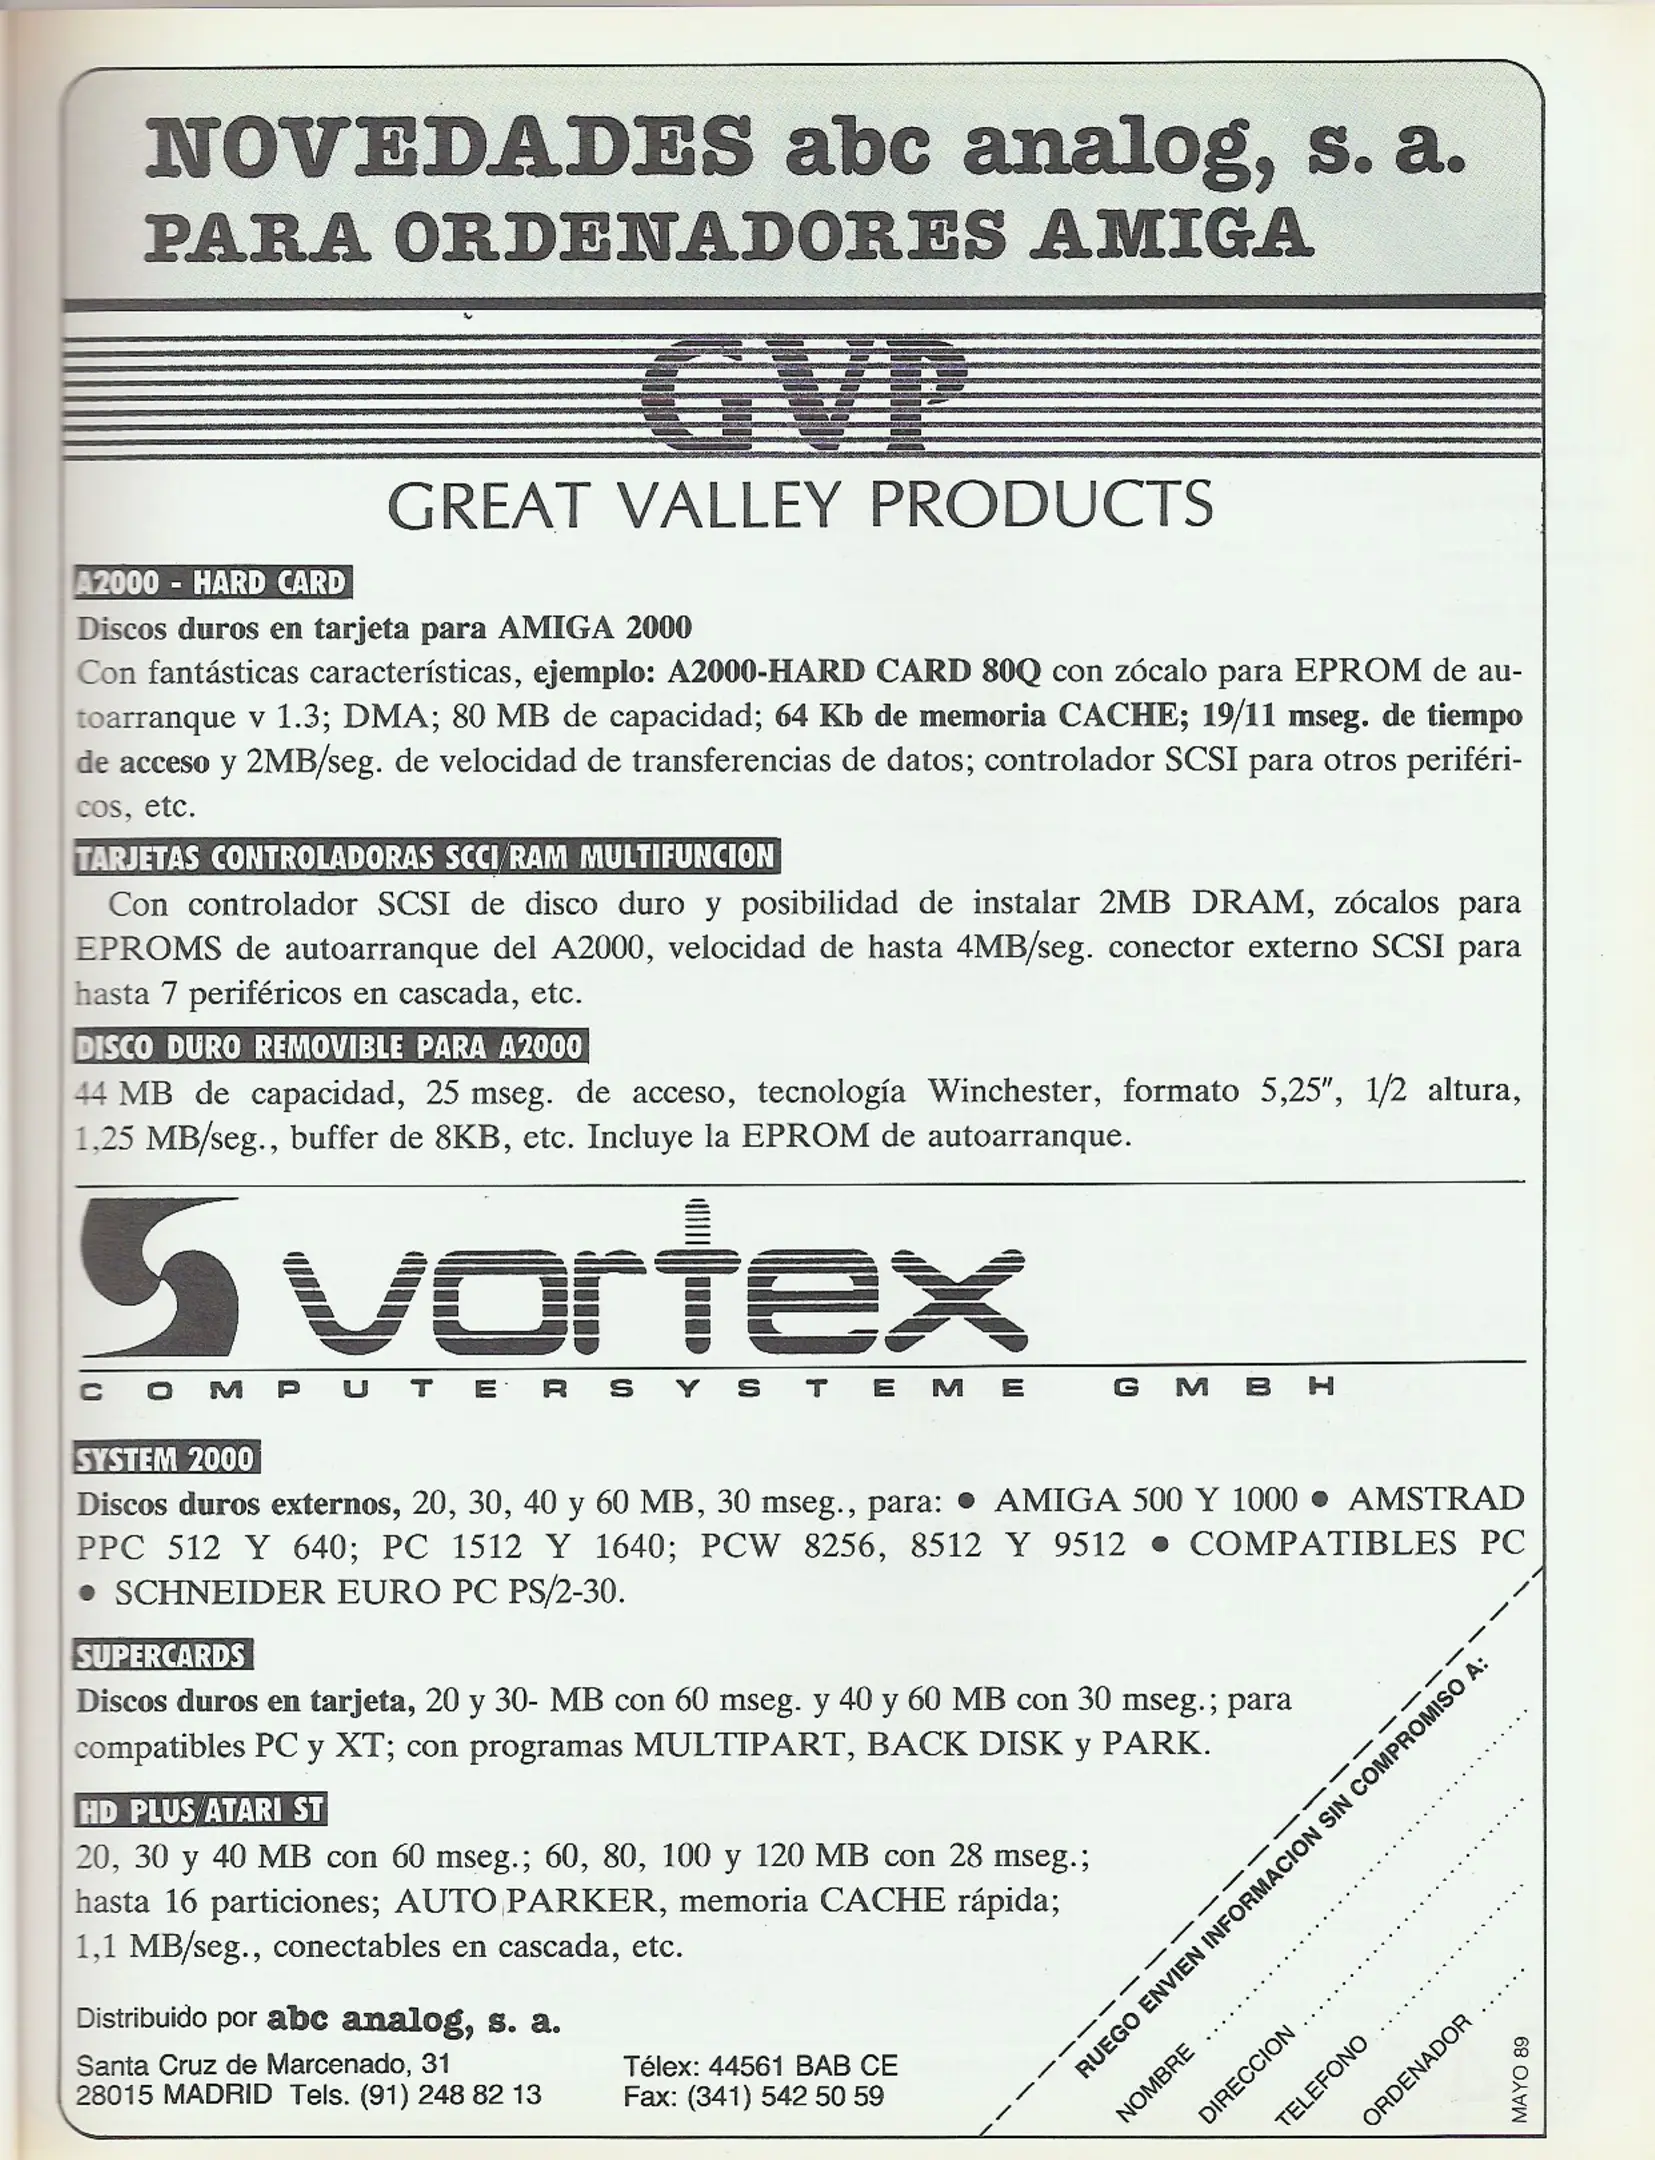 NOVEDADES abc analog, s. a.
PARA ORDENADORES AMIGA
GVP
GREAT VALLEY PRODUCTS
A2000 - HARD CARD
Discos duros en tarjeta para AMIGA 2000
Con fantásticas características, ejemplo: A2000-HARD CARD 80Q con zócalo para EPROM de au-
toarranque v 1.3; DMA; 80 MB de capacidad; 64 Kb de memoria CACHE; 19/11 mseg. de tiempo
de acceso y 2MB/seg. de velocidad de transferencias de datos; controlador SCSI para otros periféri-
cos, etc.
TARJETAS CONTROLADORAS SCCI/RAM MULTIFUNCION
Con controlador SCSI de disco duro y posibilidad de instalar 2MB DRAM, zócalos para
EPROMS de autoarranque del A2000, velocidad de hasta 4MB/seg. conector externo SCSI para
hasta 7 periféricos en cascada, etc.
DISCO DURO REMOVIBLE PARA A2000
44 MB de capacidad, 25 mseg. de acceso, tecnología Winchester, formato 5,25", 1/2 altura,
1,25 MB/seg., buffer de 8KB, etc. Incluye la EPROM de autoarranque.
vortex
COMPUTERSYSTEME GMBH
SYSTEM 2000
Discos duros externos, 20, 30, 40 y 60 MB, 30 mseg., para: ● AMIGA 500 Y 1000 ● AMSTRAD
PPC 512 Y 640; PC 1512 Y 1640; PCW 8256, 8512 Y 9512 ● COMPATIBLES PC
● SCHNEIDER EURO PC PS/2-30.
SUPERCARDS
Discos duros en tarjeta, 20 y 30- MB con 60 mseg. y 40 y 60 MB con 30 mseg.; para
compatibles PC y XT; con programas MULTIPART, BACK DISK y PARK.
HD PLUS/ATARI ST
20, 30 y 40 MB con 60 mseg.; 60, 80, 100 y 120 MB con 28 mseg.;
hasta 16 particiones; AUTO PARKER, memoria CACHE rápida;
1,1 MB/seg., conectables en cascada, etc.
Distribuido por abc analog, s. a.
Santa Cruz de Marcenado, 31
28015 MADRID Tels. (91) 248 82 13
Télex: 44561 BAB CE
Fax: (341) 542 50 59
RUEGO ENVIEN INFORMACION SIN COMPROMISO A:
NOMBRE
DIRECCION
TELEFONO
ORDENADOR
MAYO 89